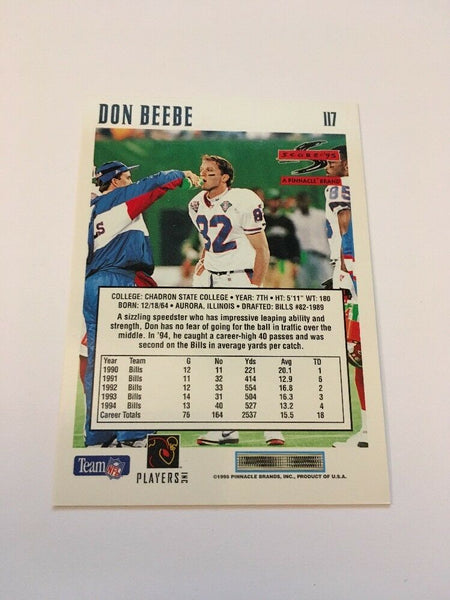 DON BEEBE 117
SCORE '95
A PINNACLE BRAND
82
85
S
COLLEGE: CHADRON STATE COLLEGE • YEAR: 7TH • HT: 5'11" WT: 180
BORN: 12/18/64 • AURORA, ILLINOIS • DRAFTED: BILLS #82-1989
A sizzling speedster who has impressive leaping ability and
strength, Don has no fear of going for the ball in traffic over the
middle. In '94, he caught a career-high 40 passes and was
second on the Bills in average yards per catch.
Year Team G No Yds Avg TD
1990 Bills 12 11 221 20.1 1
1991 Bills 11 32 414 12.9 6
1992 Bills 12 33 554 16.8 2
1993 Bills 14 31 504 16.3 3
1994 Bills 13 40 527 13.2 4
Career Totals 76 164 2537 15.5 18
Team NFL
PLAYERS INC
©1995 PINNACLE BRANDS, INC., PRODUCT OF U.S.A.